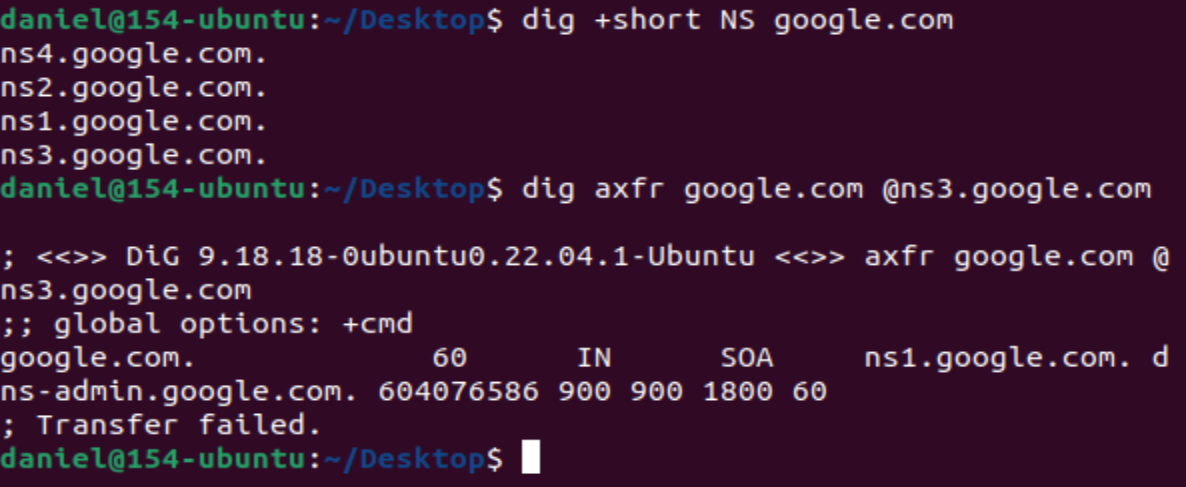 daniel@154-ubuntu:~/Desktop$ dig +short NS google.com
ns4.google.com.
ns2.google.com.
ns1.google.com.
ns3.google.com.
daniel@154-ubuntu:~/Desktop$ dig axfr google.com @ns3.google.com
; <<>> DiG 9.18.18-0ubuntu0.22.04.1-Ubuntu <<>> axfr google.com @
ns3.google.com
;; global options: +cmd
google.com. 60 IN SOA ns1.google.com. d
ns-admin.google.com. 604076586 900 900 1800 60
; Transfer failed.
daniel@154-ubuntu:~/Desktop$